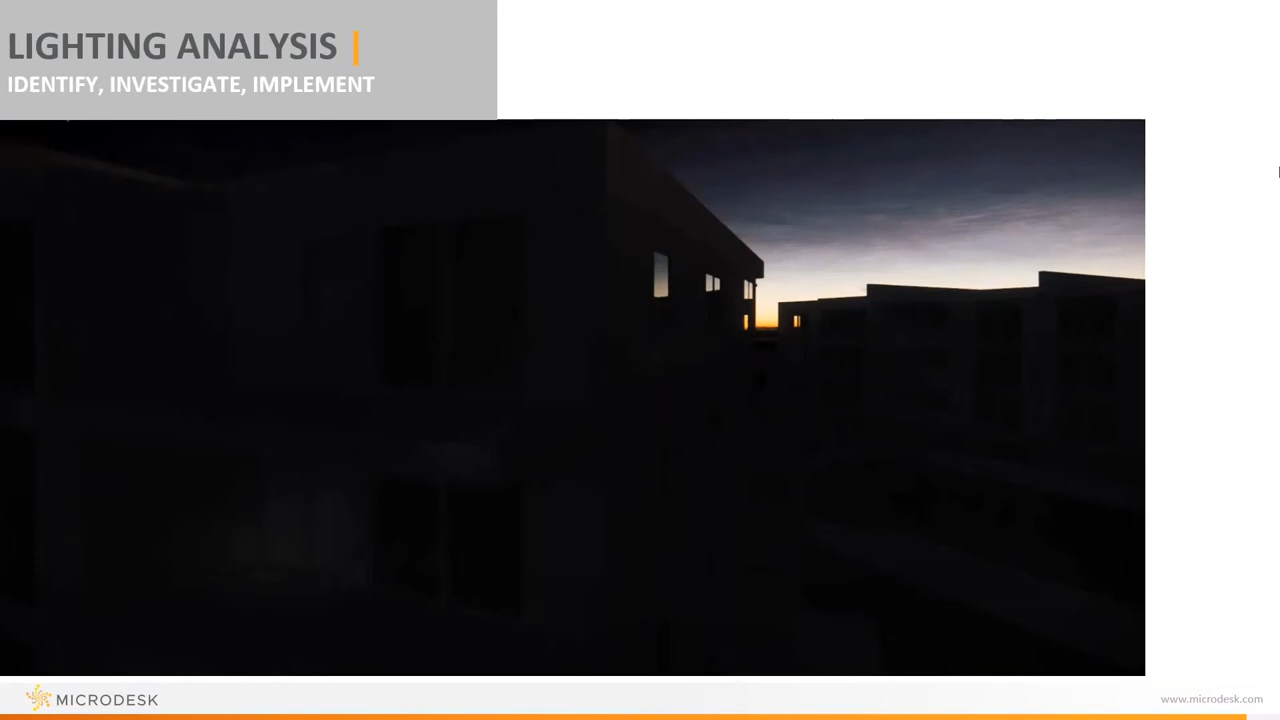 LIGHTING ANALYSIS |
IDENTIFY, INVESTIGATE, IMPLEMENT
MICRODESK
www.microdesk.com